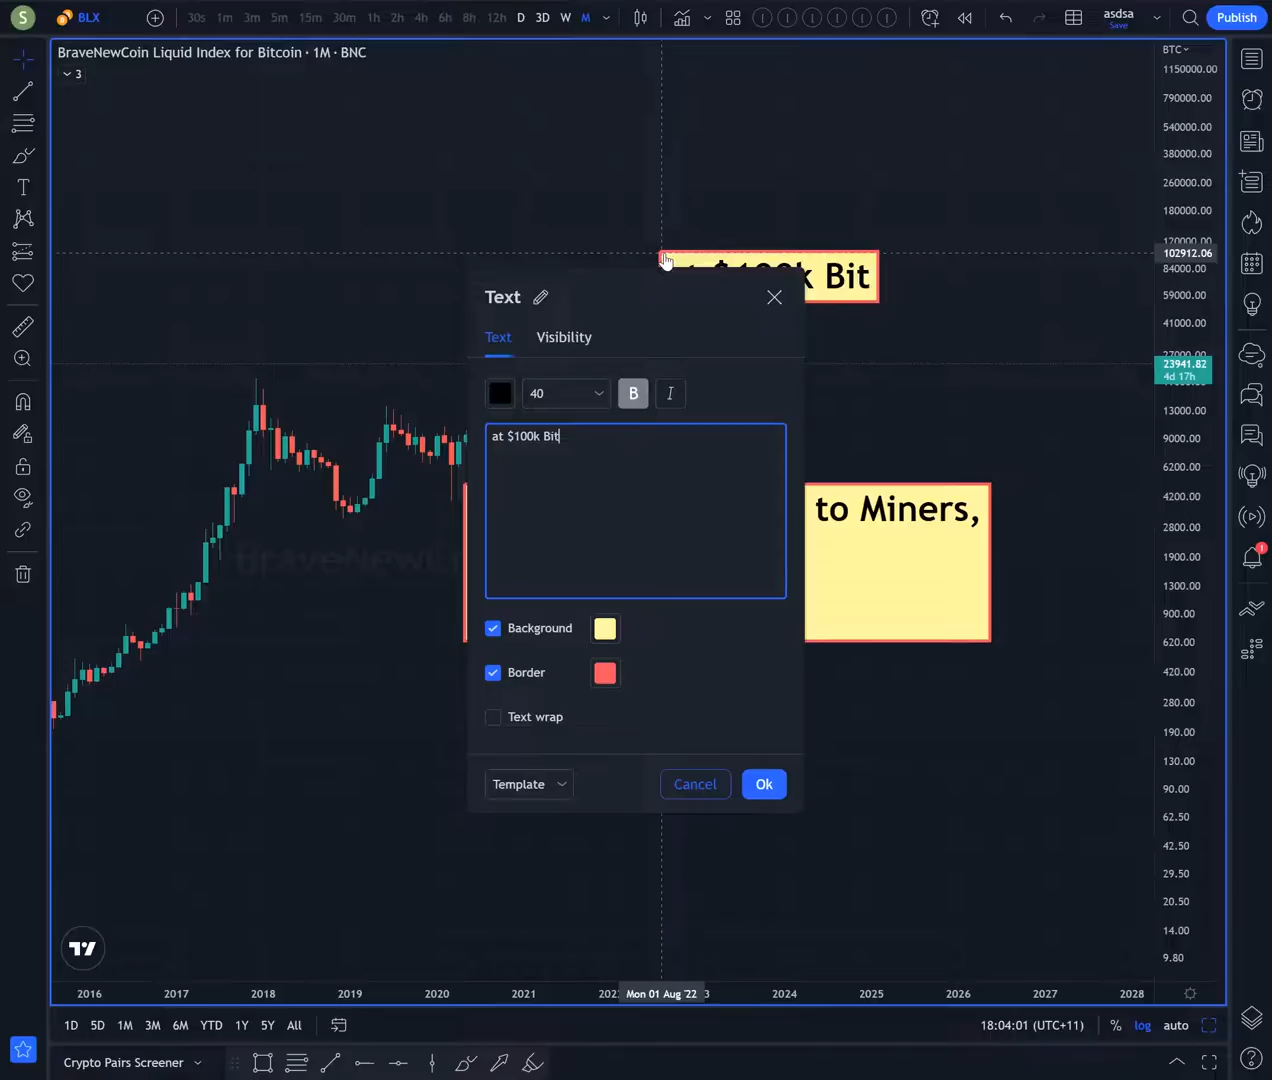 S BLX 30s 1m 3m 5m 15m 30m 1h 2h 4h 6h 8h 12h D 3D W M asdsa Save Publish
BraveNewCoin Liquid Index for Bitcoin · 1M · BNC
3
BTC
1150000.00
790000.00
540000.00
380000.00
260000.00
180000.00
120000.00
102912.06
84000.00
59000.00
41000.00
27000.00
23941.82
4d 17h
13000.00
9000.00
6200.00
4200.00
2800.00
1900.00
1300.00
900.00
620.00
420.00
280.00
190.00
130.00
90.00
62.50
42.50
29.50
20.50
14.00
9.80
at $100k Bit
Text
Text Visibility
40 B I
at $100k Bit
to Miners,
Background
Border
Text wrap
Template Cancel Ok
2016 2017 2018 2019 2020 2021 Mon 01 Aug '22 2024 2025 2026 2027 2028
1D 5D 1M 3M 6M YTD 1Y 5Y All 18:04:01 (UTC+11) % log auto
Crypto Pairs Screener
1